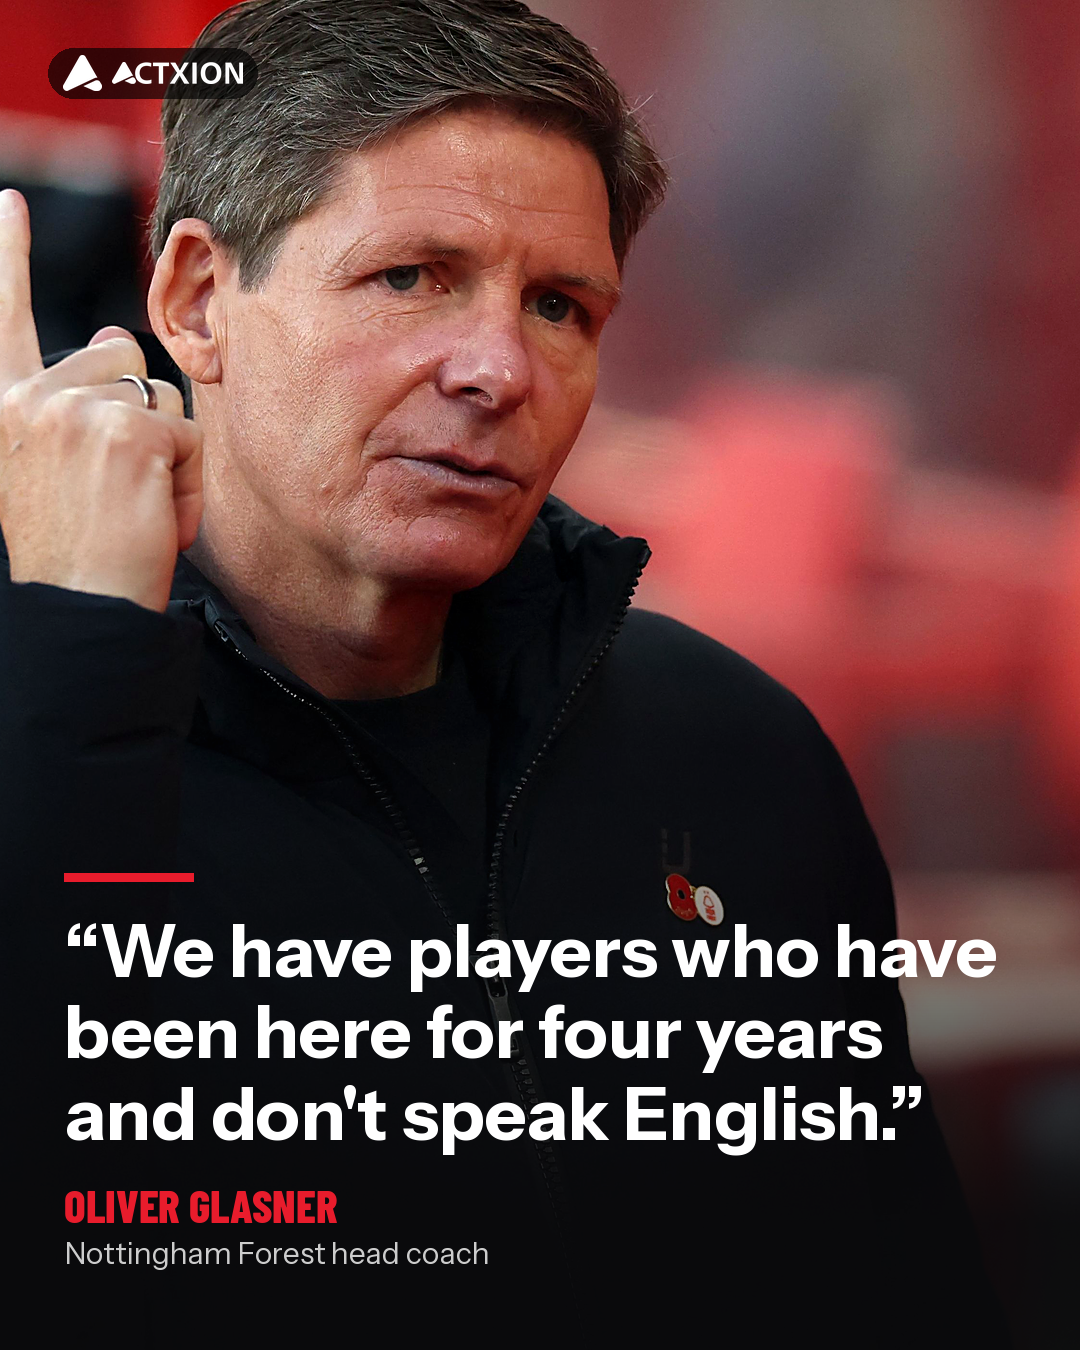 ACTXION
“We have players who have
been here for four years
and don't speak English.”
OLIVER GLASNER
Nottingham Forest head coach